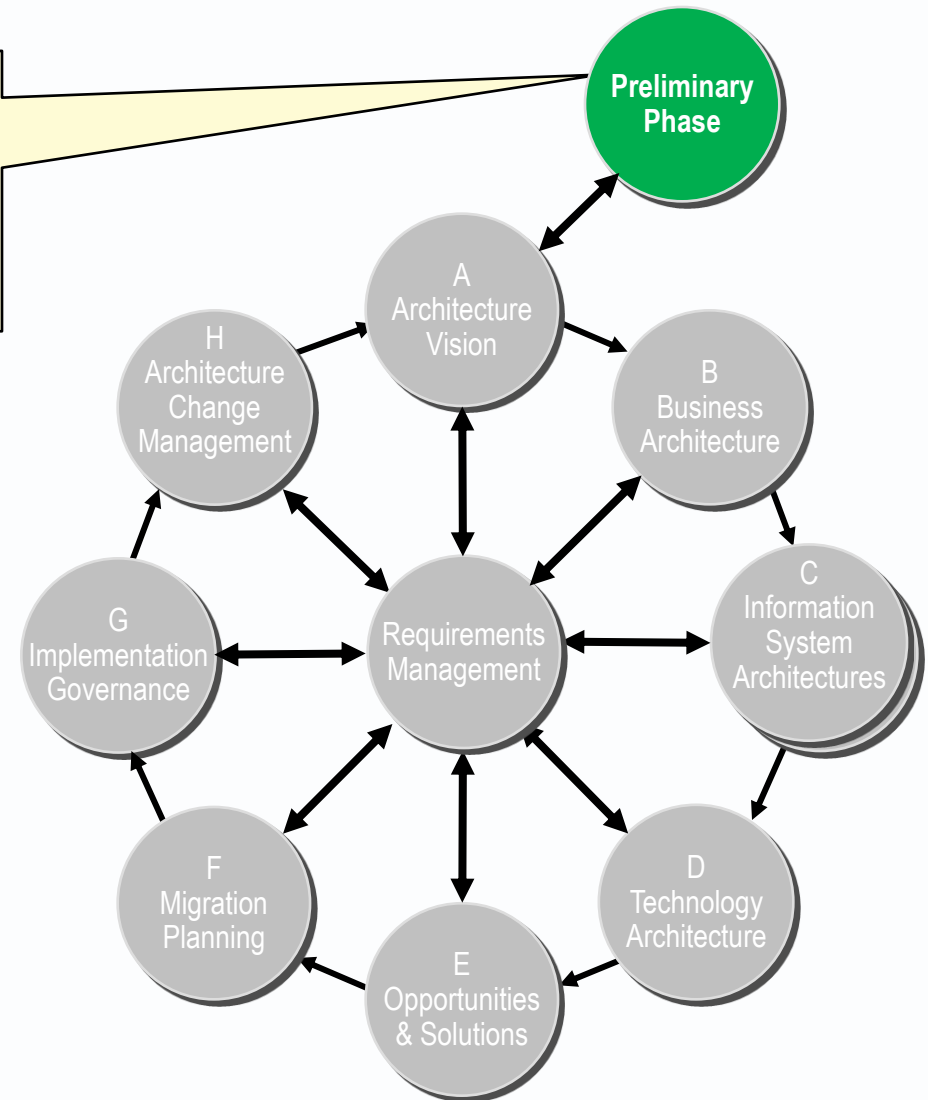 Preliminary
Phase
A
Architecture
Vision
H
Architecture
Change
Management
B
Business
Architecture
C
Information
System
Architectures
G
Implementation
Governance
Requirements
Management
F
Migration
Planning
D
Technology
Architecture
E
Opportunities
& Solutions